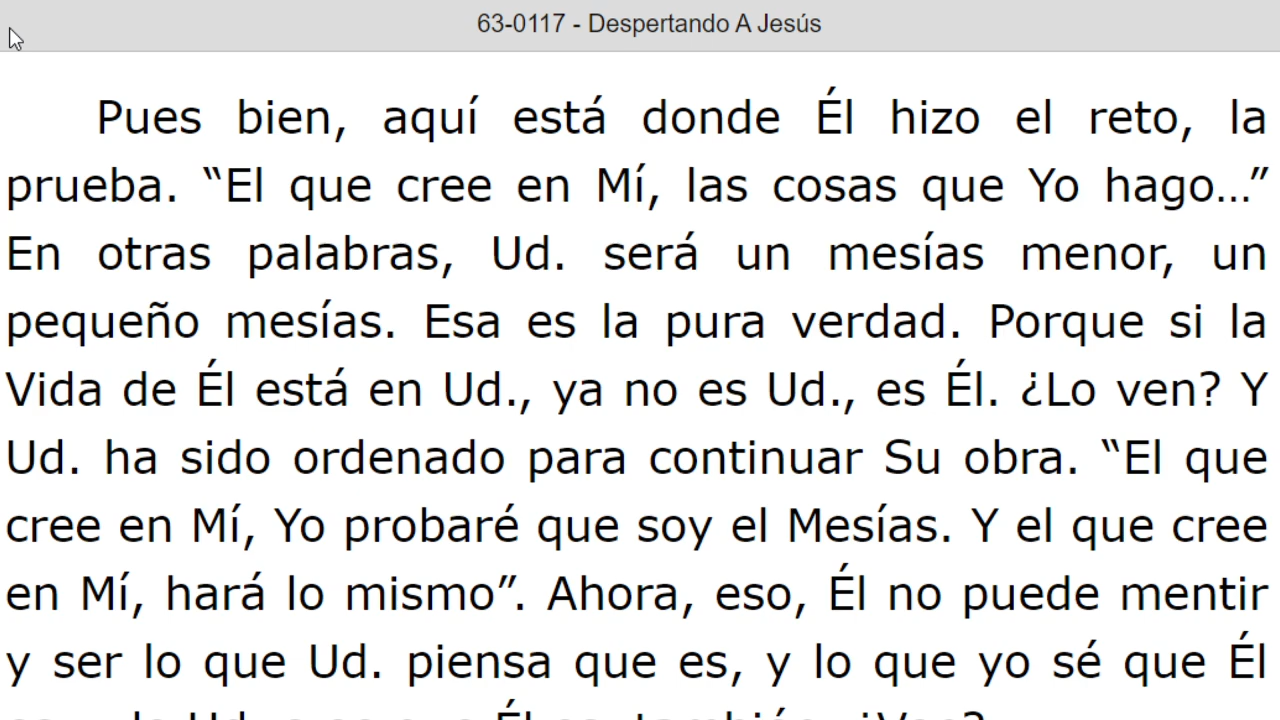 63-0117 - Despertando A Jesús
Pues bien, aquí está donde Él hizo el reto, la
prueba. “El que cree en Mí, las cosas que Yo hago…”
En otras palabras, Ud. será un mesías menor, un
pequeño mesías. Esa es la pura verdad. Porque si la
Vida de Él está en Ud., ya no es Ud., es Él. ¿Lo ven? Y
Ud. ha sido ordenado para continuar Su obra. “El que
cree en Mí, Yo probaré que soy el Mesías. Y el que cree
en Mí, hará lo mismo”. Ahora, eso, Él no puede mentir
y ser lo que Ud. piensa que es, y lo que yo sé que Él